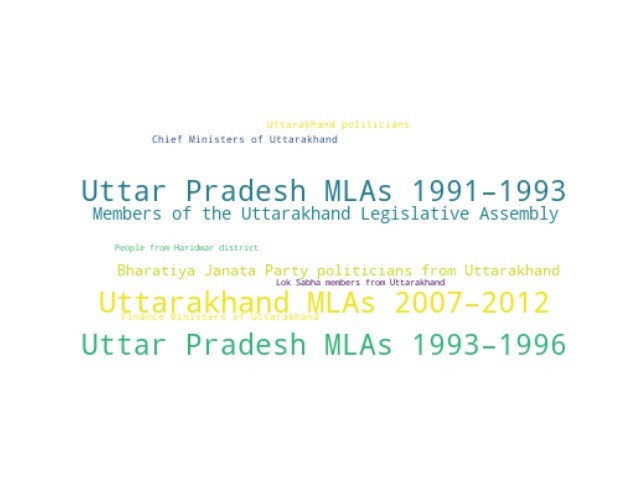 Uttarakhand politicians
Chief Ministers of Uttarakhand
Uttar Pradesh MLAs 1991–1993
Members of the Uttarakhand Legislative Assembly
People from Haridwar district
Bharatiya Janata Party politicians from Uttarakhand
Lok Sabha members from Uttarakhand
Uttarakhand MLAs 2007–2012
Finance Ministers of Uttarakhand
Uttar Pradesh MLAs 1993–1996